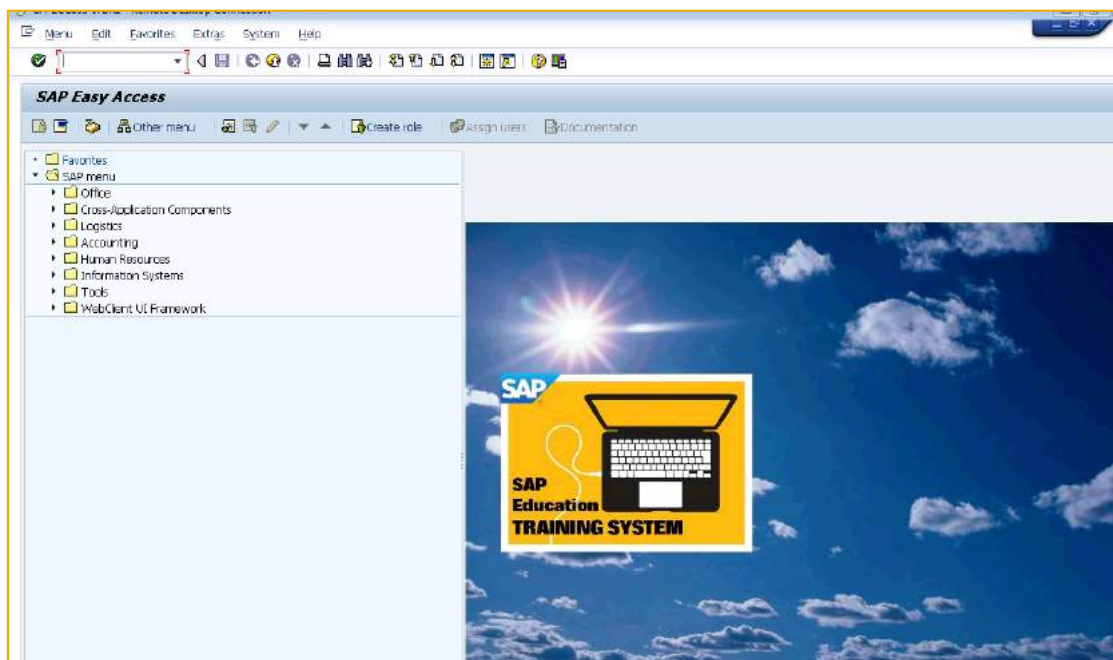 Menu Edit Favorites Extras System Help
SAP Easy Access
Other menu Create role Assign users Documentation
Favorites
SAP menu
Office
Cross-Application Components
Logistics
Accounting
Human Resources
Information Systems
Tools
WebClient UI Framework
SAP
SAP
Education
TRAINING SYSTEM